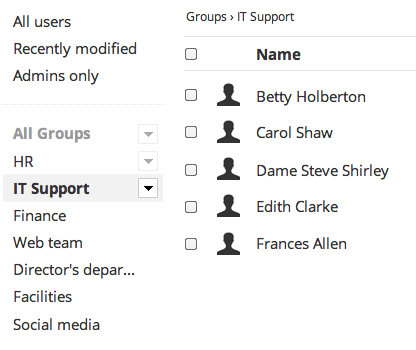 All users
Recently modified
Admins only
All Groups
HR
IT Support
Finance
Web team
Director's depar...
Facilities
Social media
Groups › IT Support
Name
Betty Holberton
Carol Shaw
Dame Steve Shirley
Edith Clarke
Frances Allen